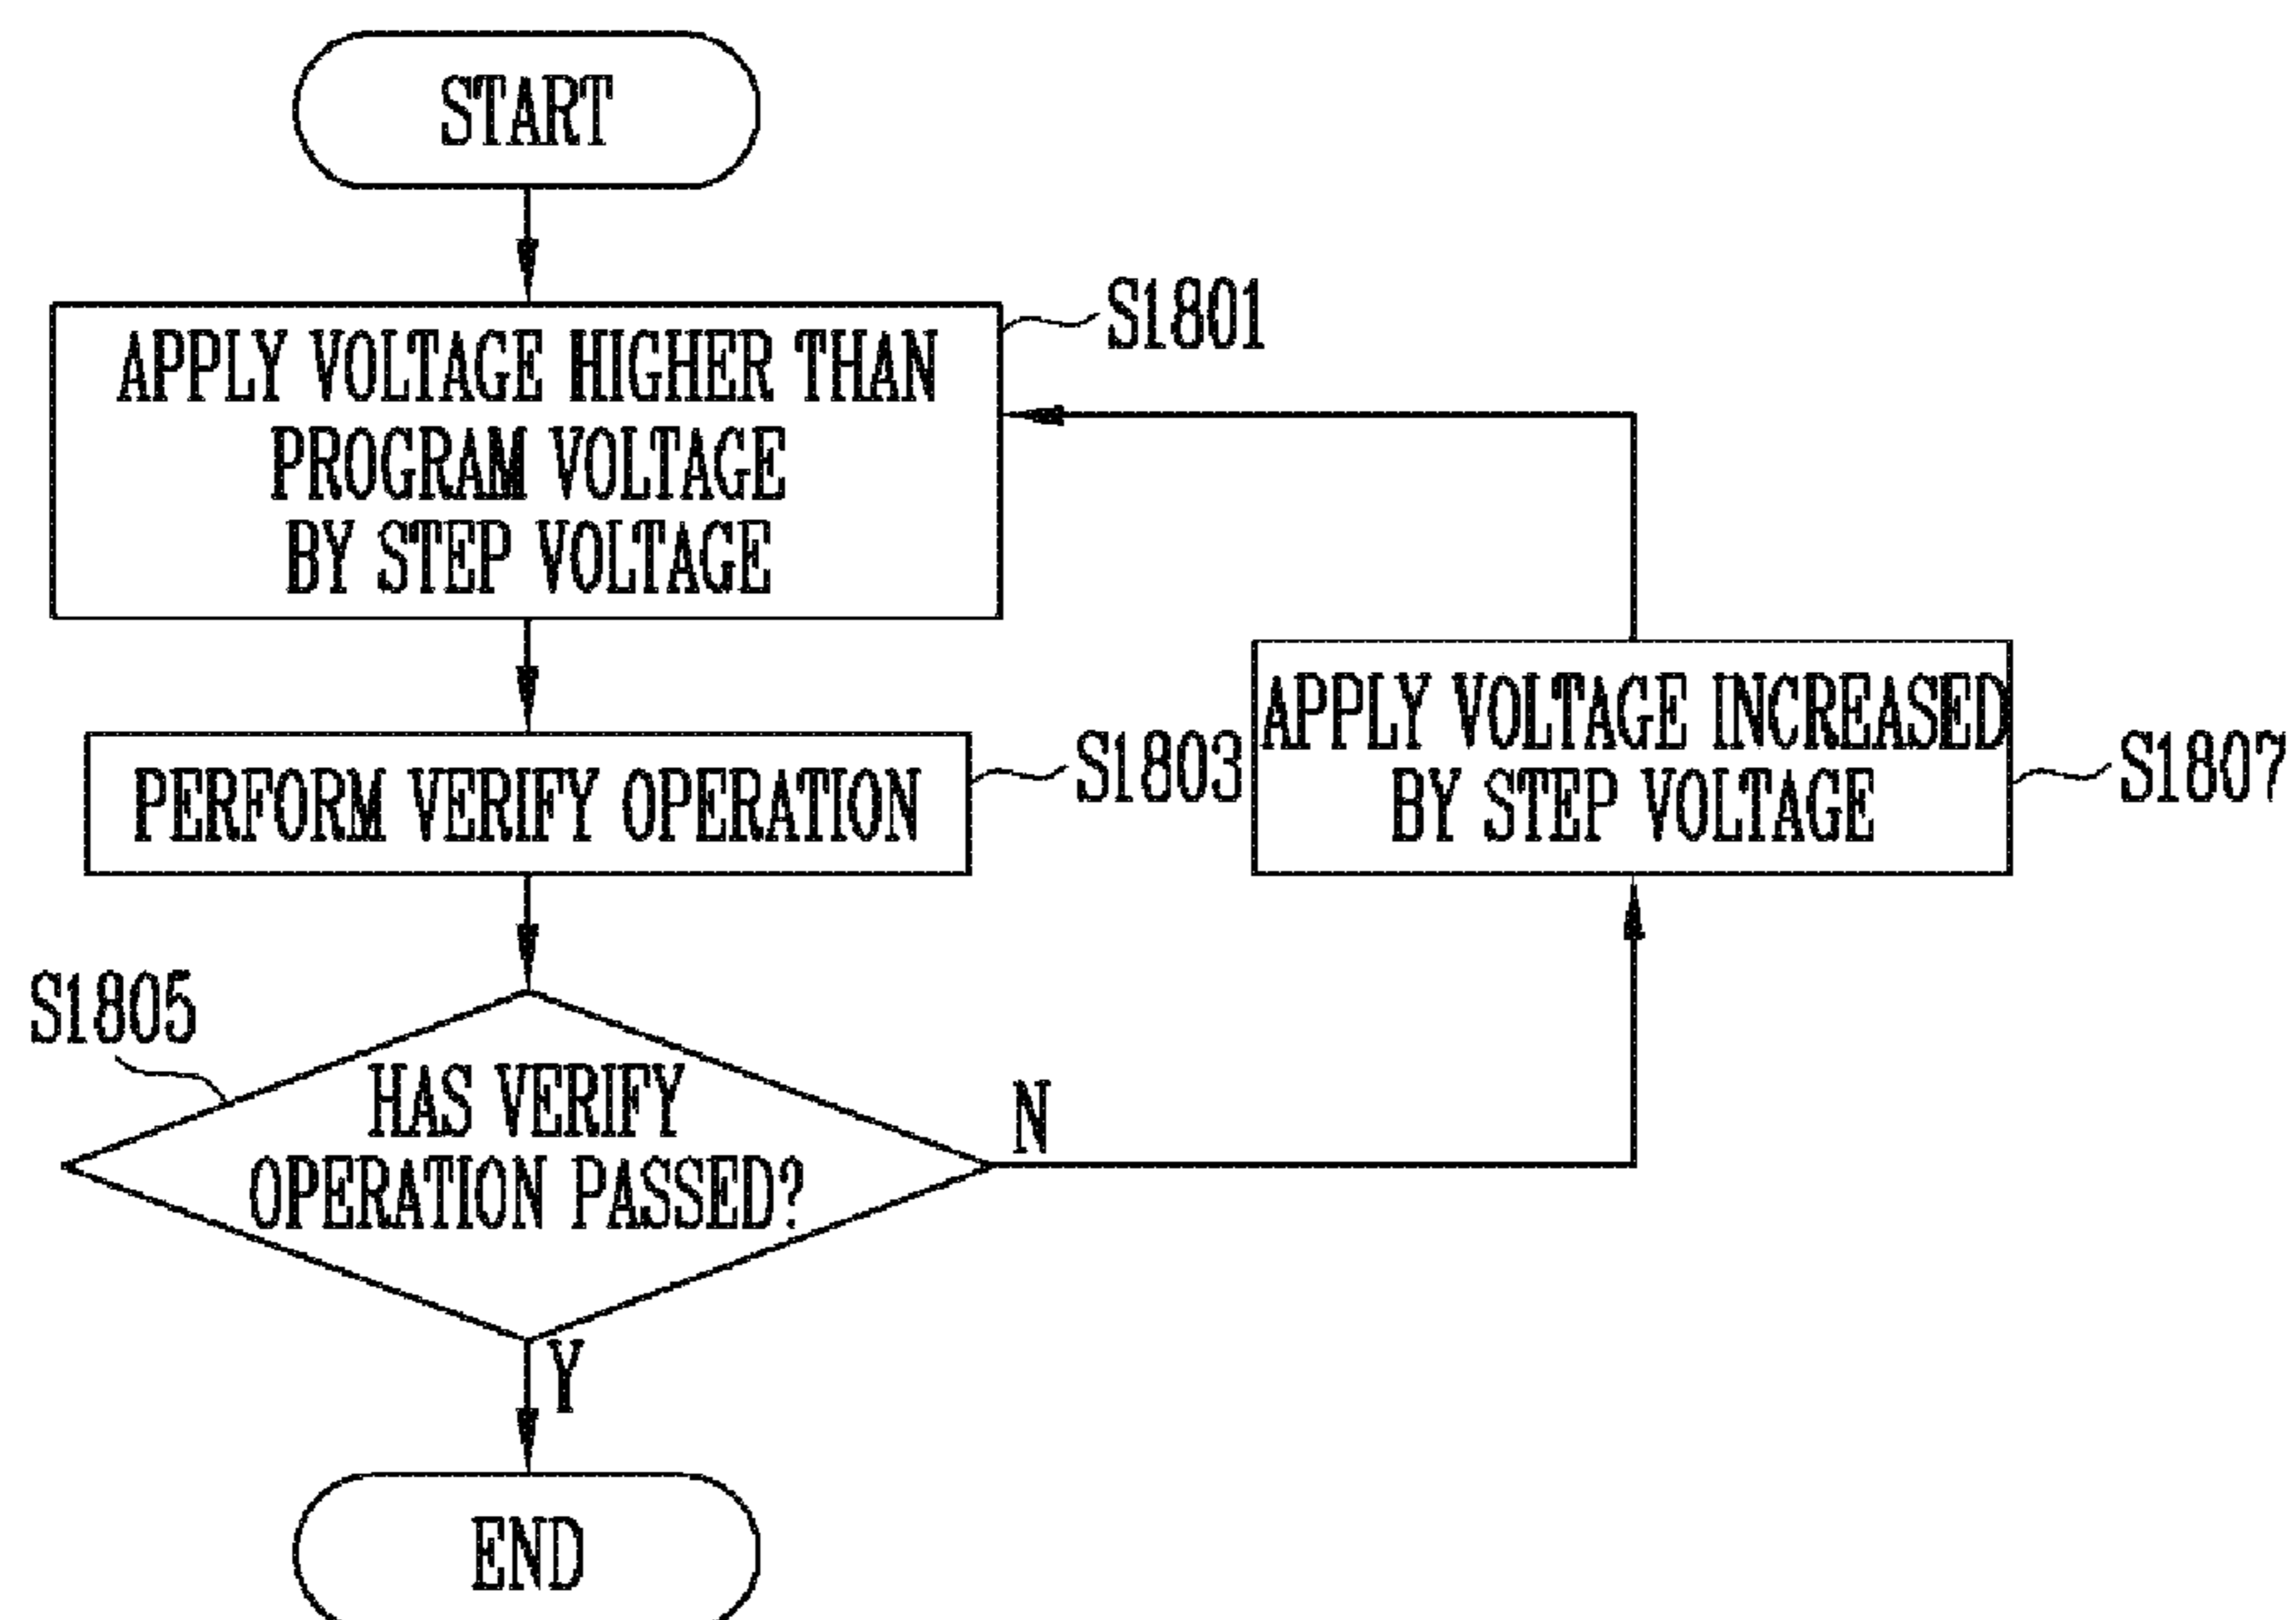 START
APPLY VOLTAGE HIGHER THAN
PROGRAM VOLTAGE
BY STEP VOLTAGE
S1801
PERFORM VERIFY OPERATION
S1803
APPLY VOLTAGE INCREASED
BY STEP VOLTAGE
S1807
S1805
HAS VERIFY
OPERATION PASSED?
N
Y
END